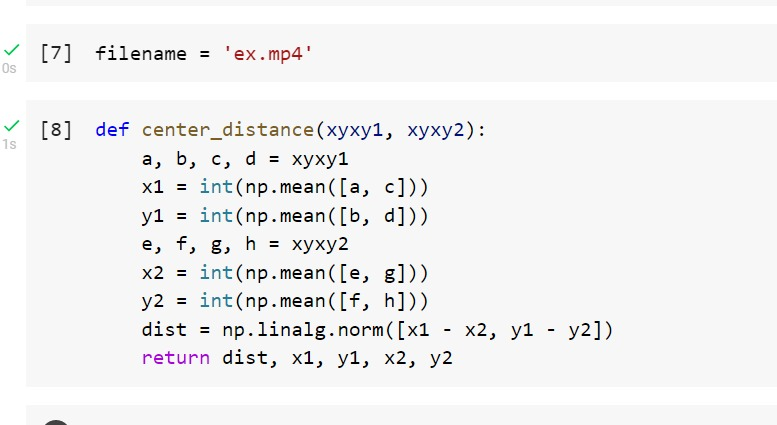 [7] filename = 'ex.mp4'
0s
[8] def center_distance(xyxy1, xyxy2):
1s
    a, b, c, d = xyxy1
    x1 = int(np.mean([a, c]))
    y1 = int(np.mean([b, d]))
    e, f, g, h = xyxy2
    x2 = int(np.mean([e, g]))
    y2 = int(np.mean([f, h]))
    dist = np.linalg.norm([x1 - x2, y1 - y2])
    return dist, x1, y1, x2, y2